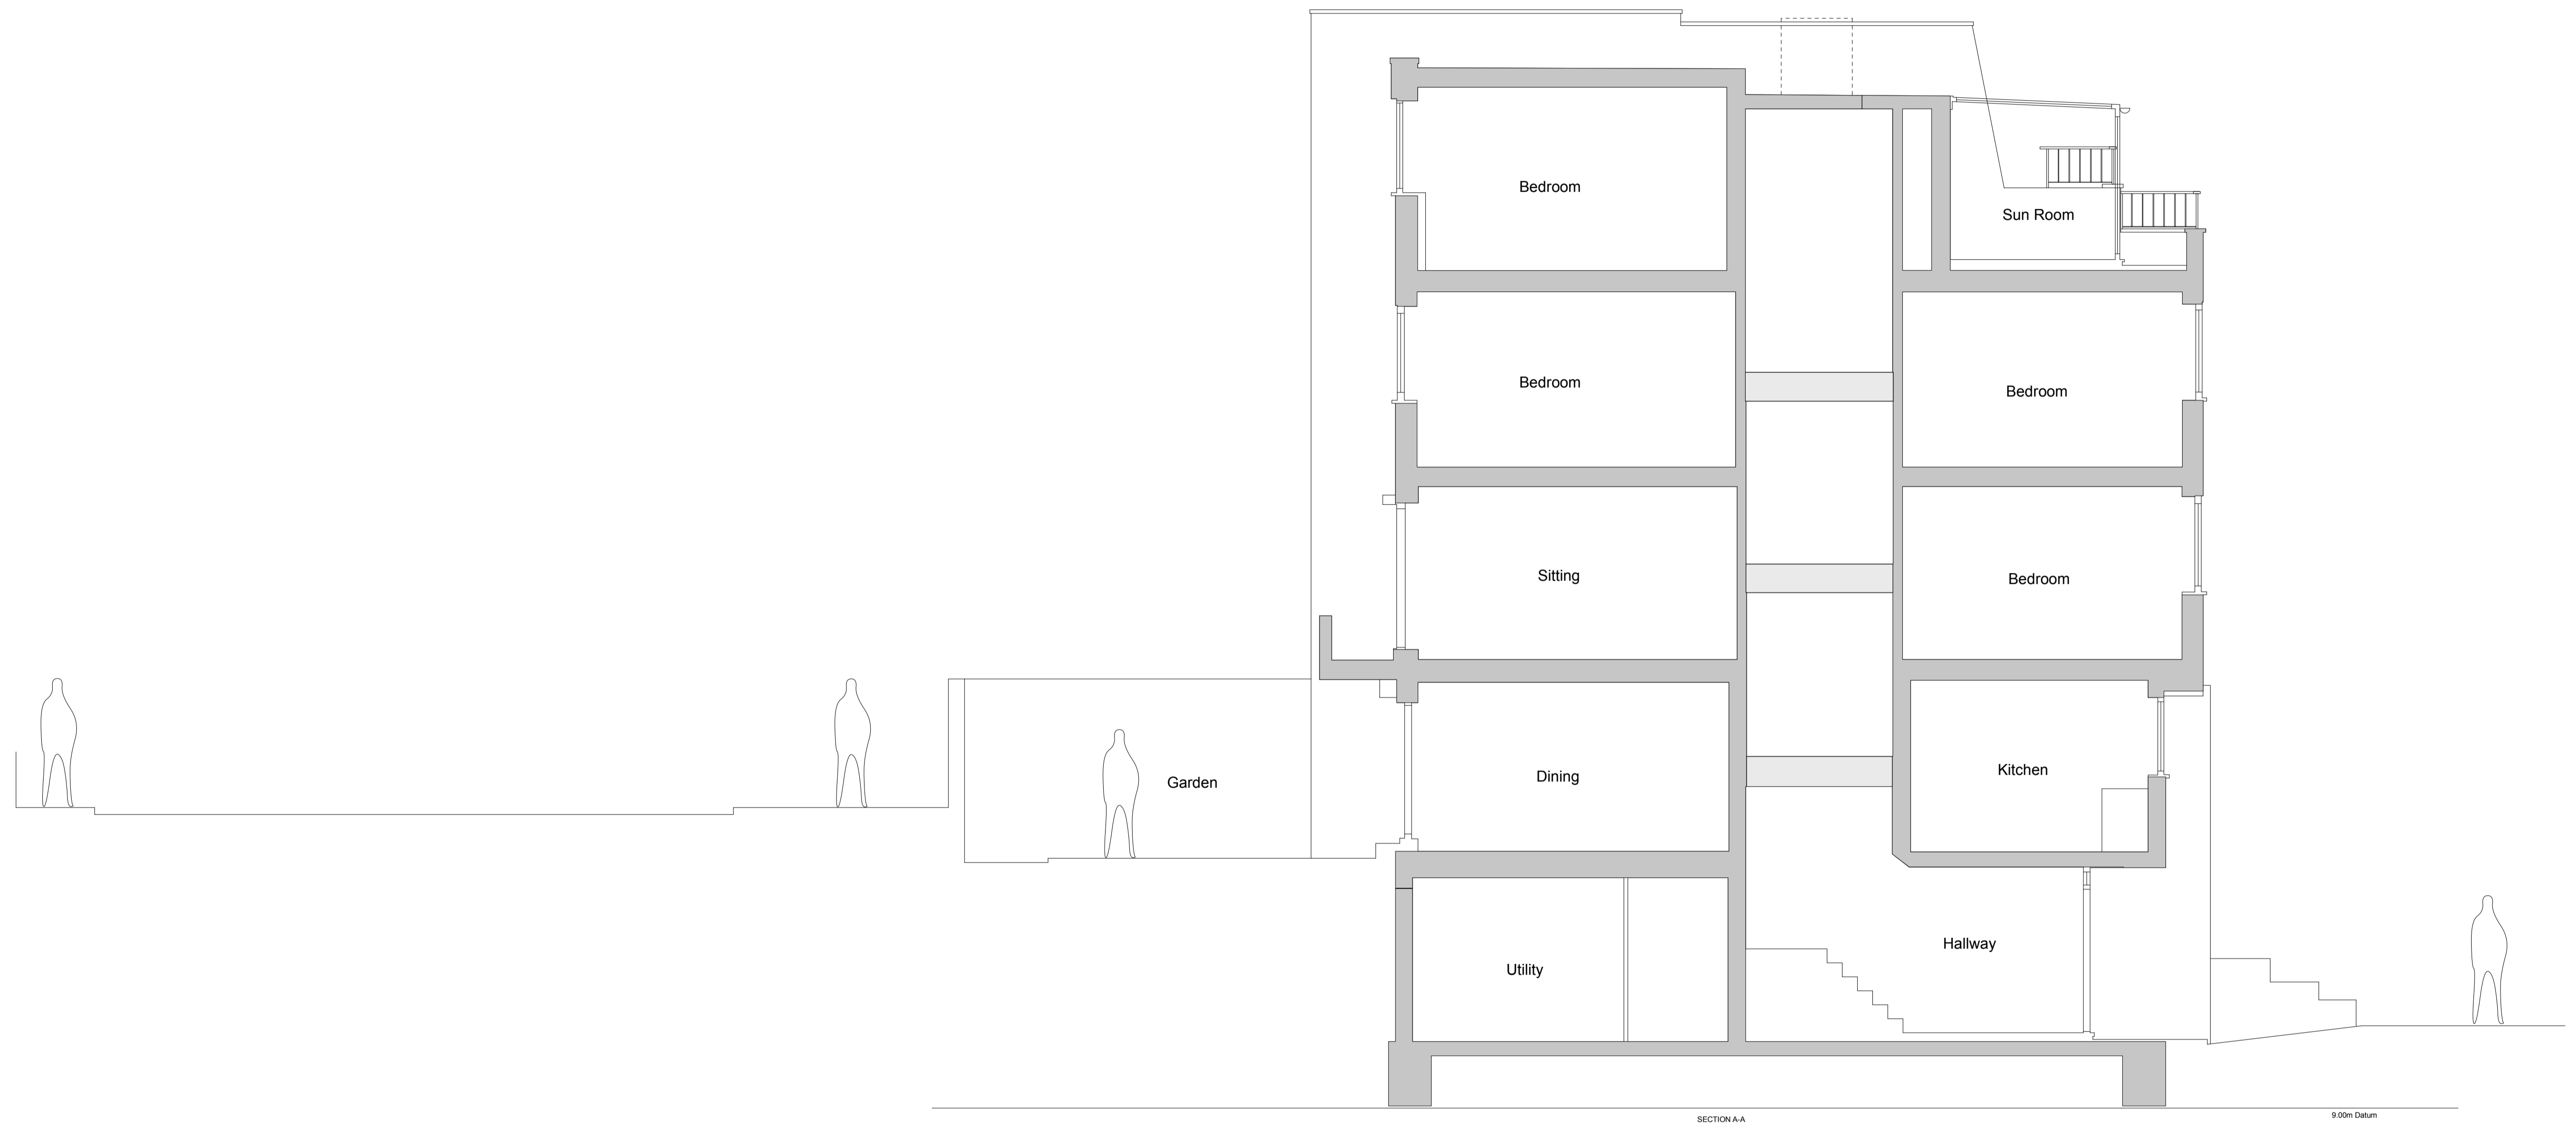 Bedroom
Sun Room
Bedroom
Bedroom
Sitting
Bedroom
Garden
Dining
Kitchen
Utility
Hallway
SECTION A-A
9.00m Datum